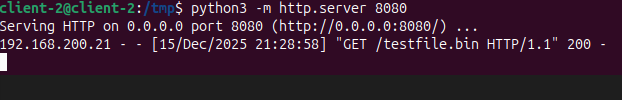 client-2@client-2:/tmp$ python3 -m http.server 8080
Serving HTTP on 0.0.0.0 port 8080 (http://0.0.0.0:8080/) ...
192.168.200.21 - - [15/Dec/2025 21:28:58] "GET /testfile.bin HTTP/1.1" 200 -